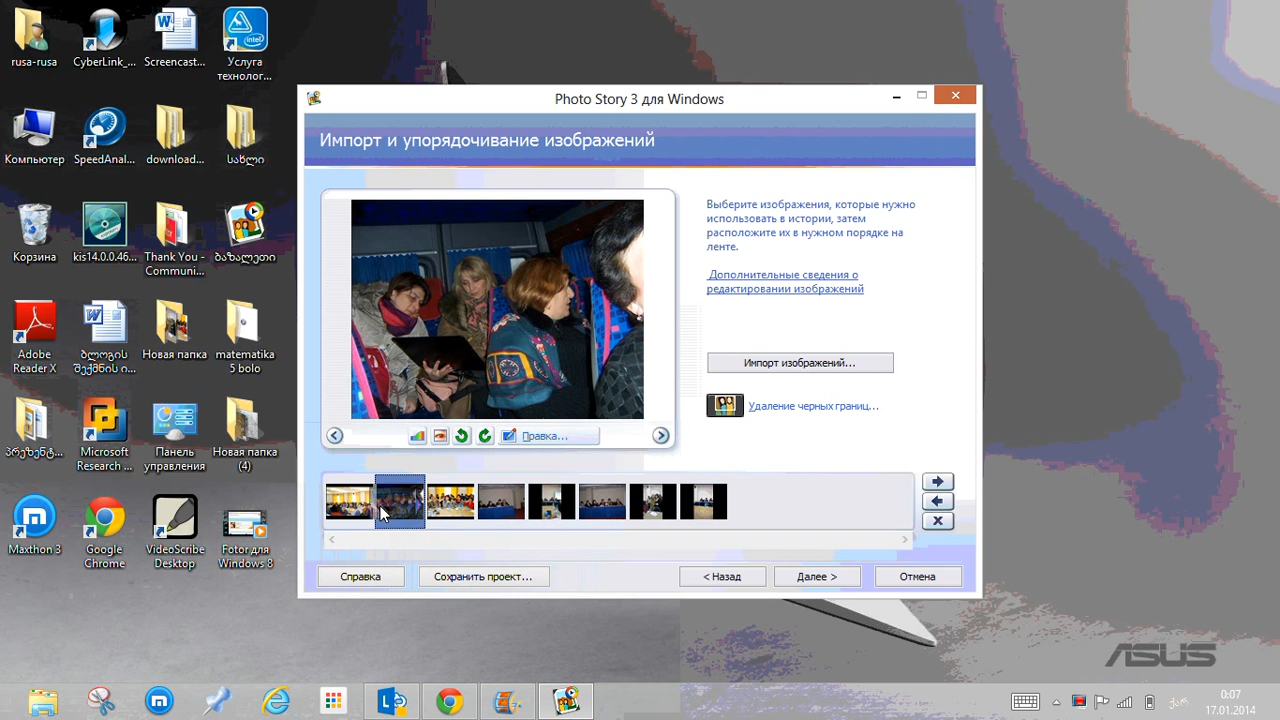 rusa-rusa
CyberLink_...
Screencast...
Услуга
технолог...
Компьютер
SpeedAnal...
download...
სახლი
Корзина
kis14.0.0.46...
Thank You -
Communi...
ბაზალეთი
Adobe
Reader X
ბლოგის
შექმნის ი...
Новая папка
matematika
5 bolo
პრეზენტ...
Microsoft
Research ...
Панель
управления
Новая папка
(4)
Maxthon 3
Google
Chrome
VideoScribe
Desktop
Fotor для
Windows 8
Photo Story 3 для Windows
Импорт и упорядочивание изображений
Выберите изображения, которые нужно
использовать в истории, затем
расположите их в нужном порядке на
ленте.
Дополнительные сведения о
редактировании изображений
Импорт изображений...
Удаление черных границ...
Правка...
Справка
Сохранить проект...
< Назад
Далее >
Отмена
ASUS
ქარ
0:07
17.01.2014